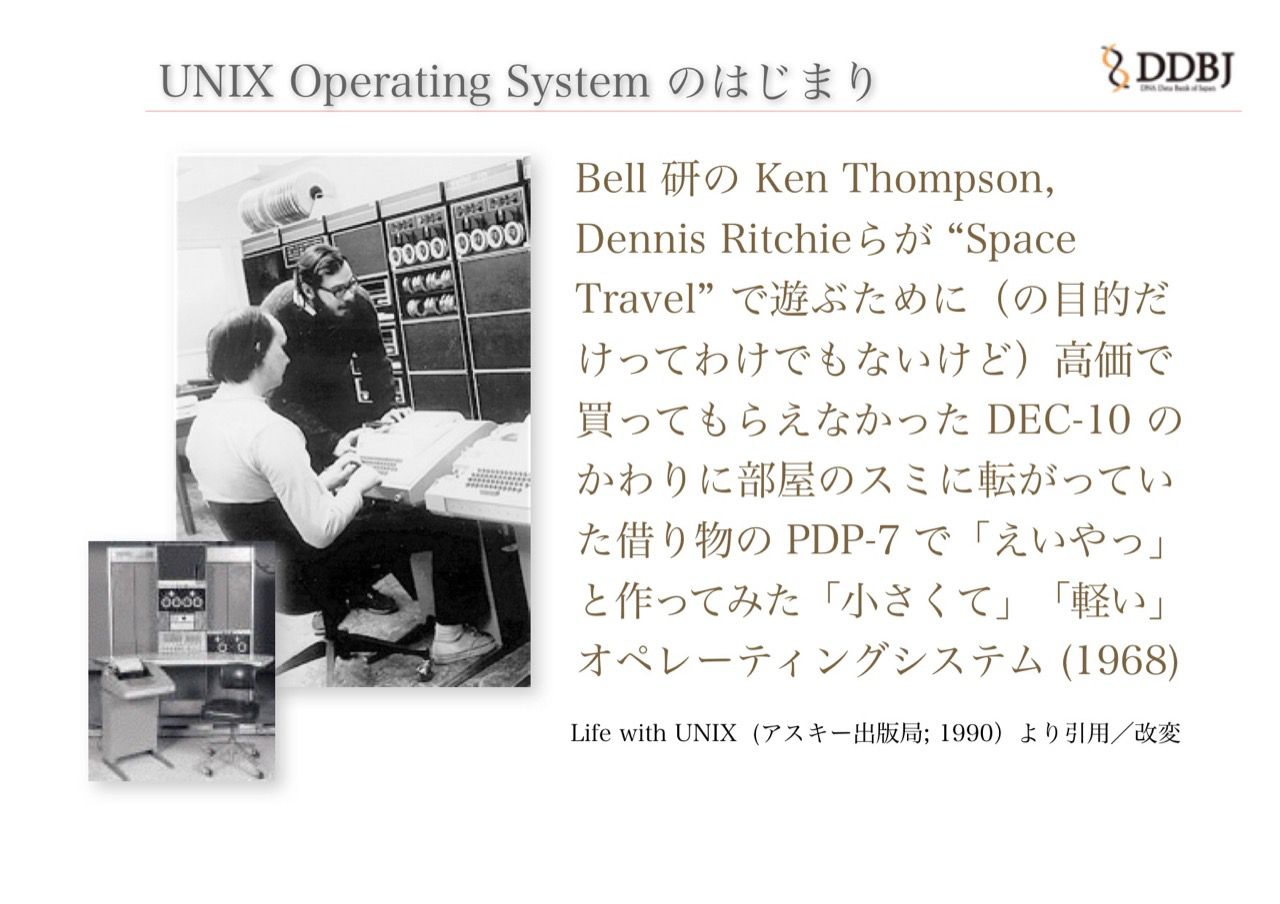 UNIX Operating System のはじまり
DDBJ
DNA Data Bank of Japan
Bell 研の Ken Thompson,
Dennis Ritchieらが “Space
Travel” で遊ぶために（の目的だ
けってわけでもないけど）高価で
買ってもらえなかった DEC-10 の
かわりに部屋のスミに転がってい
た借り物の PDP-7 で「えいやっ」
と作ってみた「小さくて」「軽い」
オペレーティングシステム (1968)
Life with UNIX（アスキー出版局; 1990）より引用／改変